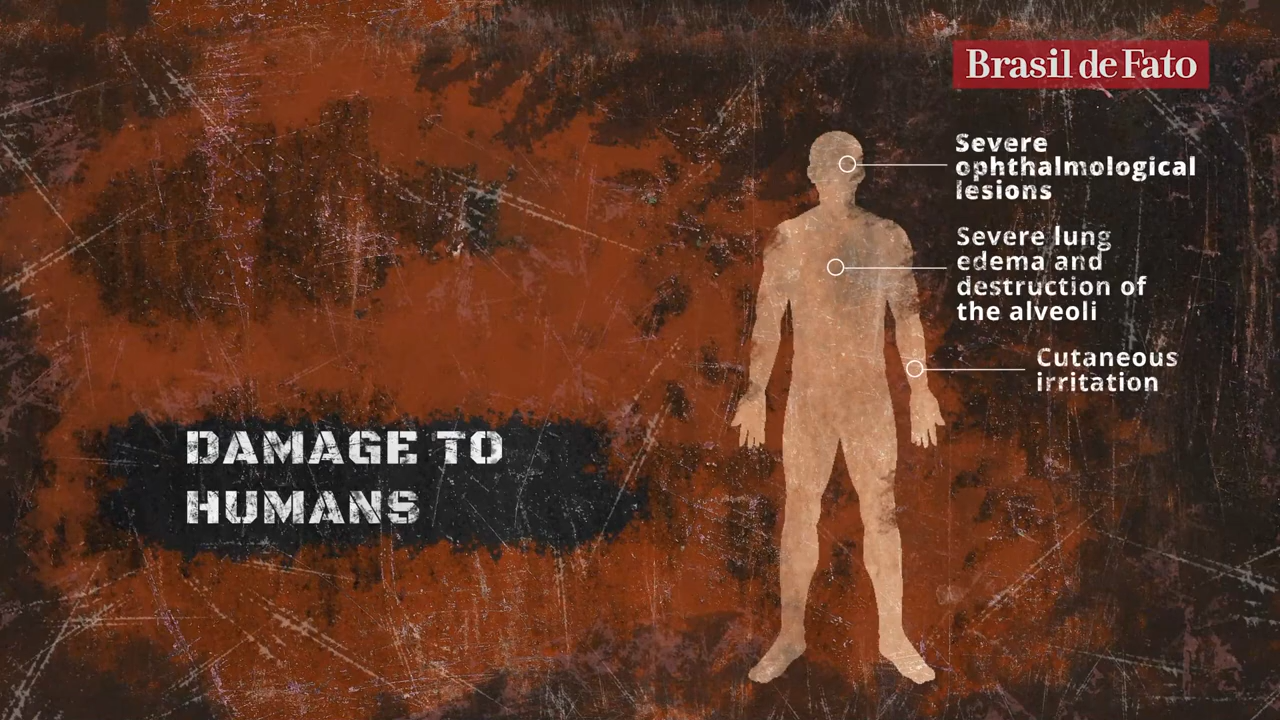 Brasil de Fato
Severe
ophthalmological
lesions
Severe lung
edema and
destruction of
the alveoli
Cutaneous
irritation
DAMAGE TO
HUMANS